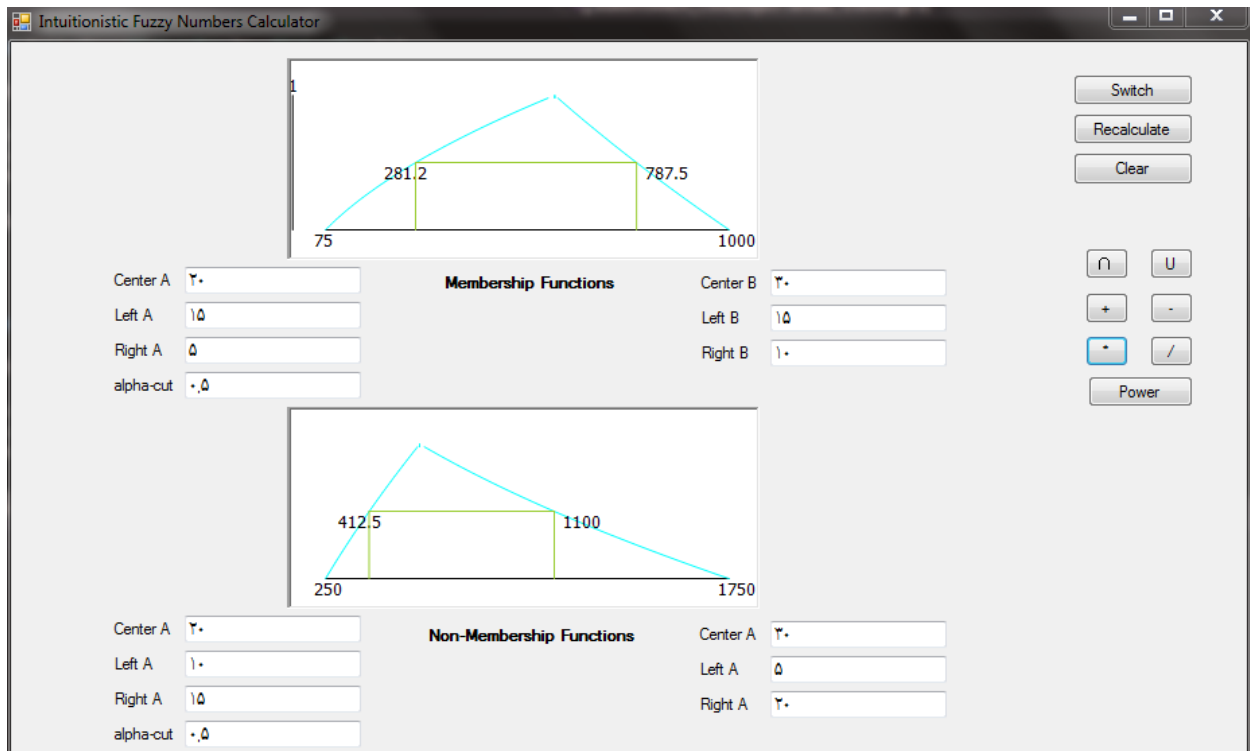 Intuitionistic Fuzzy Numbers Calculator
1
281.2 787.5
75 1000
Switch
Recalculate
Clear
Center A ۲۰
Left A ۱۵
Right A ۵
alpha-cut ۰,۵
Membership Functions
Center B ۳۰
Left B ۱۵
Right B ۱۰
∩ U
+ -
* /
Power
412.5 1100
250 1750
Center A ۲۰
Left A ۱۰
Right A ۱۵
alpha-cut ۰,۵
Non-Membership Functions
Center A ۳۰
Left A ۵
Right A ۲۰